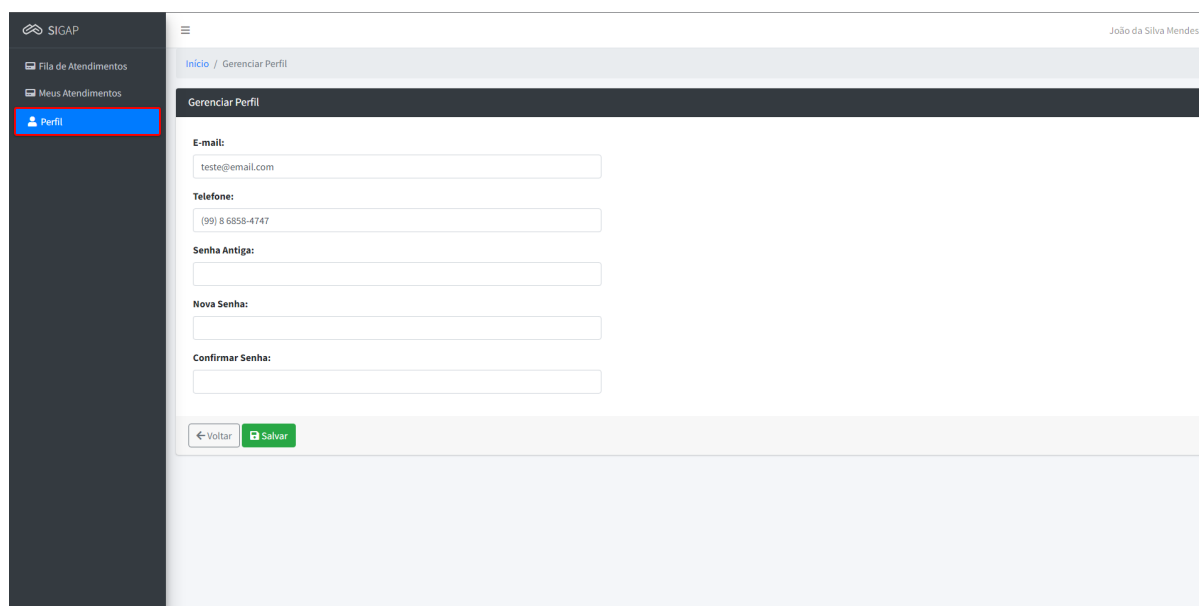 SIGAP
João da Silva Mendes
Fila de Atendimentos
Meus Atendimentos
Perfil
Início / Gerenciar Perfil
Gerenciar Perfil
E-mail:
teste@email.com
Telefone:
(99) 8 6858-4747
Senha Antiga:
Nova Senha:
Confirmar Senha:
Voltar
Salvar